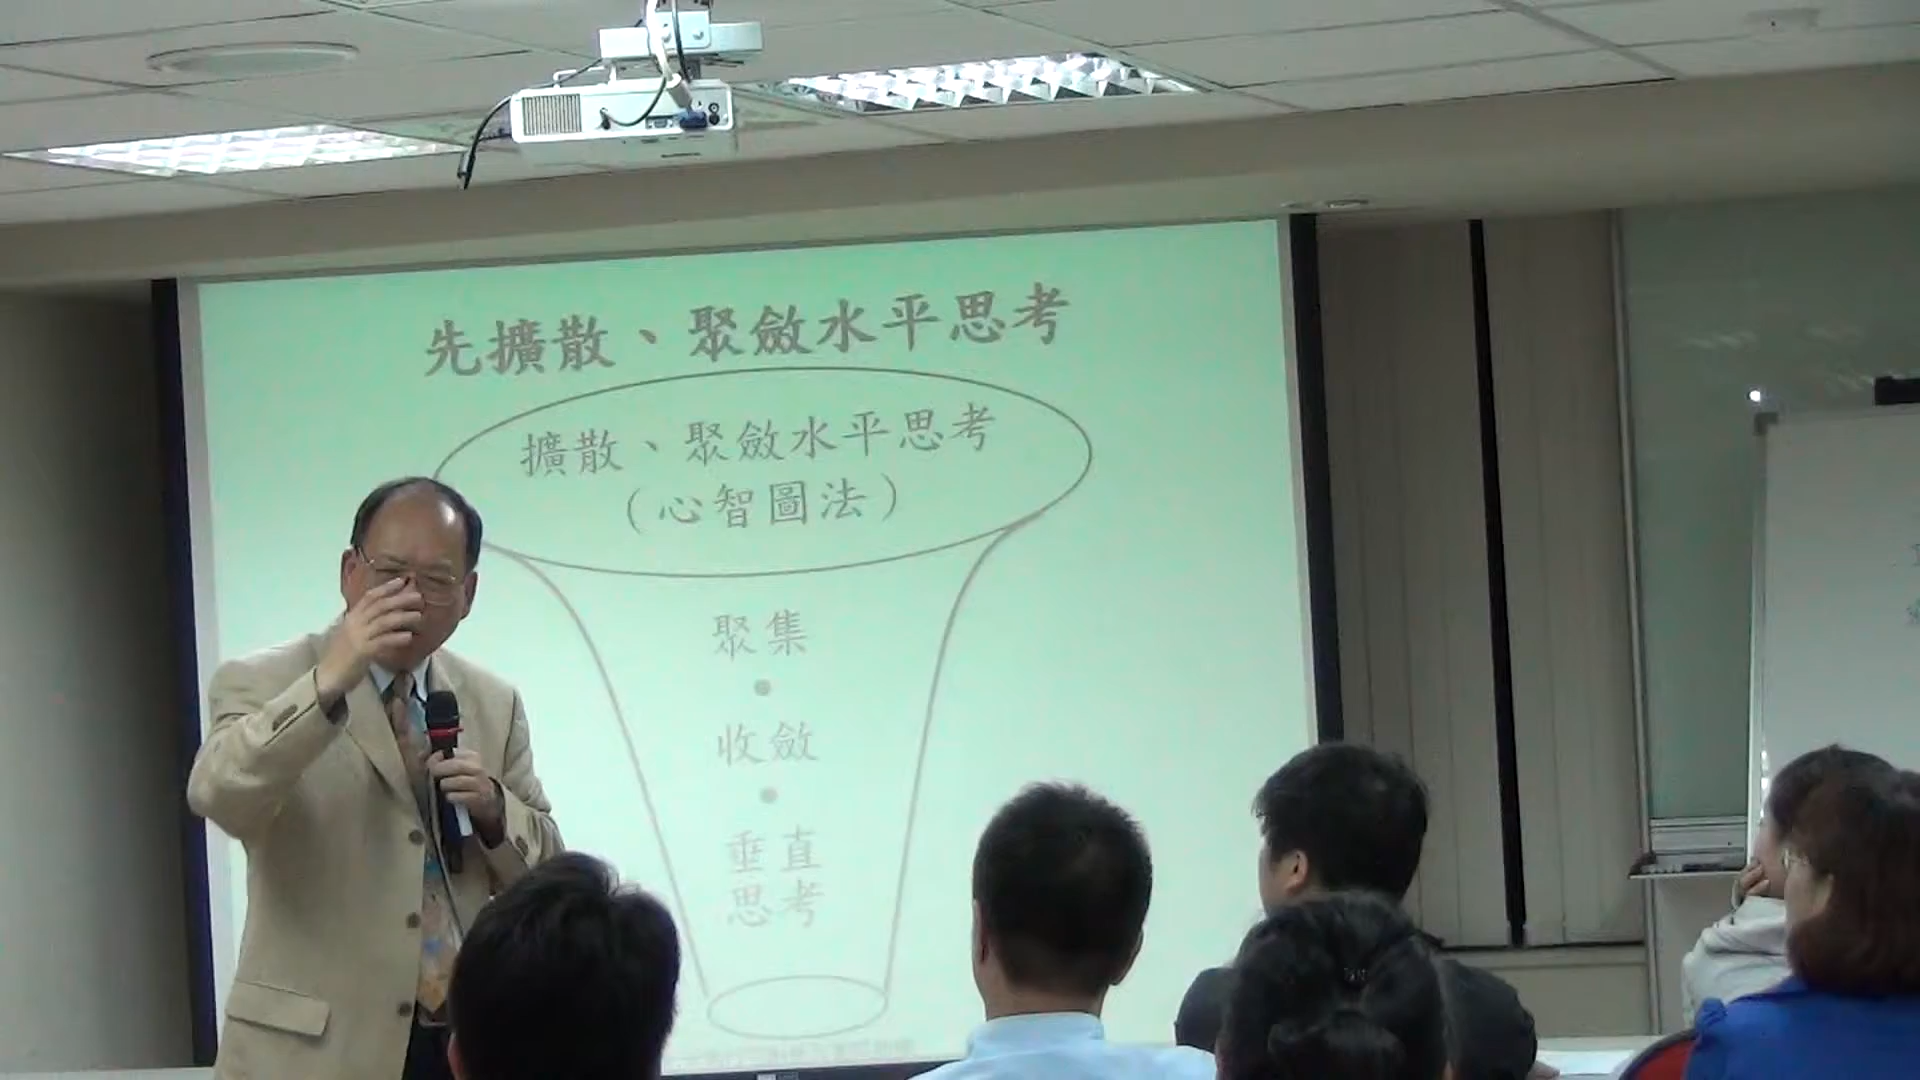 先擴散、聚斂水平思考
擴散、聚斂水平思考
（心智圖法）
聚集
•
收斂
•
垂直
思考